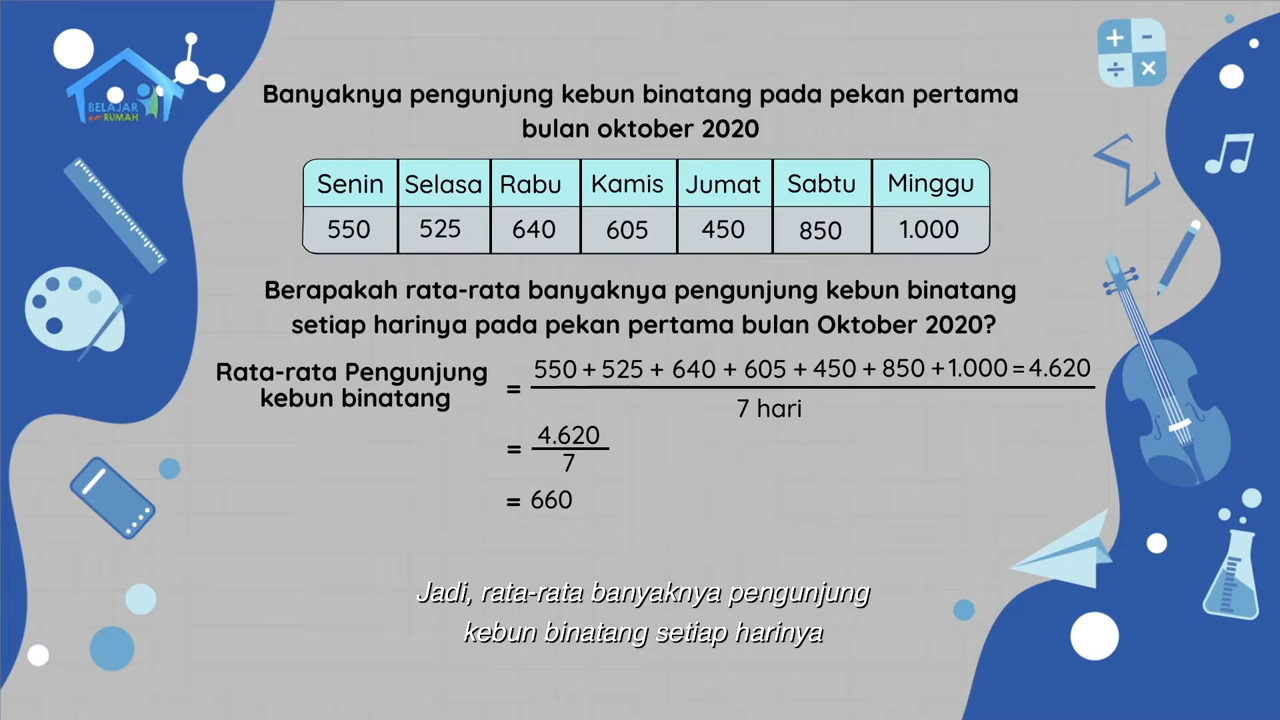 BELAJAR
dari RUMAH
Banyaknya pengunjung kebun binatang pada pekan pertama
bulan oktober 2020
Senin Selasa Rabu Kamis Jumat Sabtu Minggu
550 525 640 605 450 850 1.000
Berapakah rata-rata banyaknya pengunjung kebun binatang
setiap harinya pada pekan pertama bulan Oktober 2020?
Rata-rata Pengunjung
kebun binatang
= 550 + 525 + 640 + 605 + 450 + 850 + 1.000 = 4.620
7 hari
= 4.620
7
= 660
Jadi, rata-rata banyaknya pengunjung
kebun binatang setiap harinya
+ -
÷ ×